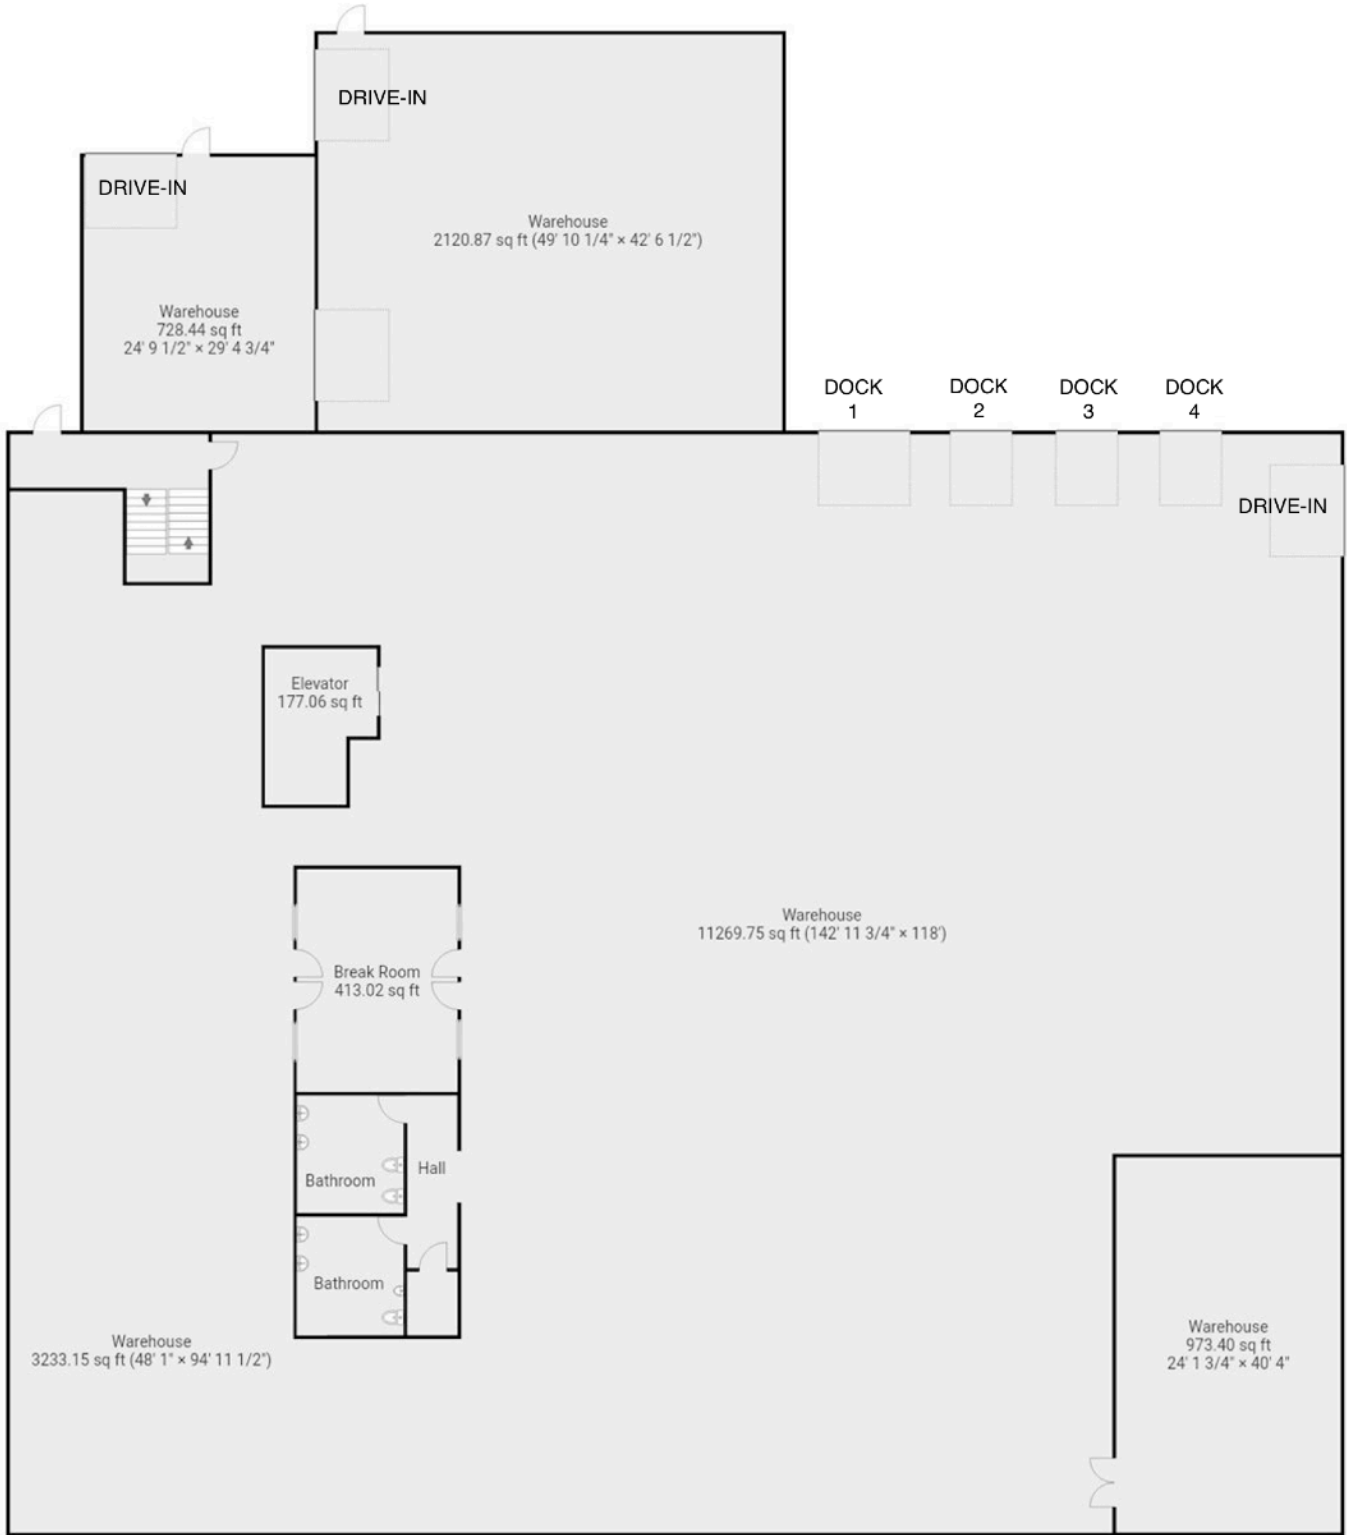 DRIVE-IN
DRIVE-IN
Warehouse
2120.87 sq ft (49' 10 1/4" × 42' 6 1/2")
Warehouse
728.44 sq ft
24' 9 1/2" × 29' 4 3/4"
DOCK
1
DOCK
2
DOCK
3
DOCK
4
DRIVE-IN
Elevator
177.06 sq ft
Warehouse
11269.75 sq ft (142' 11 3/4" × 118')
Break Room
413.02 sq ft
Hall
Bathroom
Bathroom
Warehouse
3233.15 sq ft (48' 1" × 94' 11 1/2")
Warehouse
973.40 sq ft
24' 1 3/4" × 40' 4"